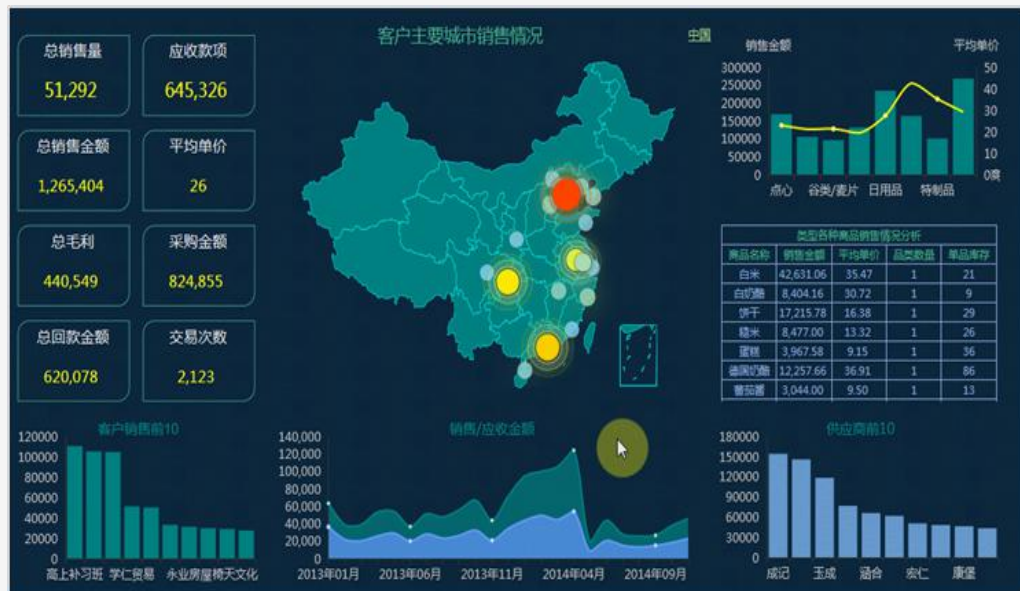 总销售量
51,292
应收款项
645,326
总销售金额
1,265,404
平均单价
26
总毛利
440,549
采购金额
824,855
总回款金额
620,078
交易次数
2,123
客户主要城市销售情况
中国
销售金额
平均单价
300000
250000
200000
150000
100000
50000
0
50
40
30
20
10
0
点心 谷类/麦片 日用品 特制品
类型各种商品销售情况分析
商品名称 销售金额 平均单价 品类数量 单品库存
白米 42,631.06 35.47 1 21
白奶酪 8,404.16 30.72 1 9
饼干 17,215.78 16.38 1 29
糙米 8,477.00 13.32 1 26
蛋糕 3,967.58 9.15 1 36
德国奶酪 12,257.66 36.91 1 86
蕃茄酱 3,044.00 9.50 1 13
客户销售前10
120000
100000
80000
60000
40000
20000
0
高上补习班 学仁贸易 永业房屋 椅天文化
销售/应收金额
140,000
120,000
100,000
80,000
60,000
40,000
20,000
0
2013年01月 2013年06月 2013年11月 2014年04月 2014年09月
供应商前10
180000
150000
120000
90000
60000
30000
0
成记 玉成 涵合 宏仁 康堡